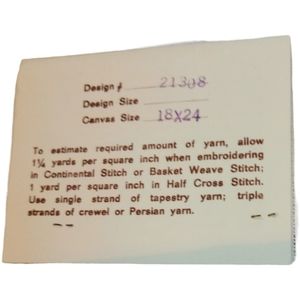 Design # 21308
Design Size
Canvas Size 18x24
To estimate required amount of yarn, allow
1¼ yards per square inch when embroidering
in Continental Stitch or Basket Weave Stitch;
1 yard per square inch in Half Cross Stitch.
Use single strand of tapestry yarn; triple
strands of crewel or Persian yarn.